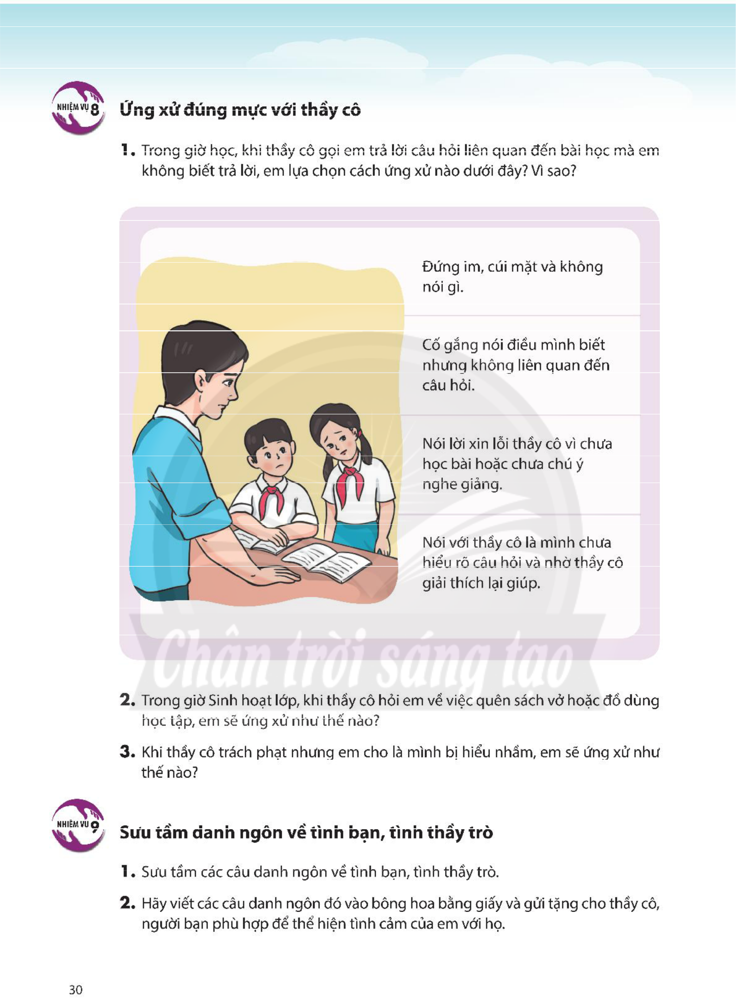 NHIỆM VỤ 8
Ứng xử đúng mực với thầy cô
1. Trong giờ học, khi thầy cô gọi em trả lời câu hỏi liên quan đến bài học mà em
không biết trả lời, em lựa chọn cách ứng xử nào dưới đây? Vì sao?
Đứng im, cúi mặt và không
nói gì.
Cố gắng nói điều mình biết
nhưng không liên quan đến
câu hỏi.
Nói lời xin lỗi thầy cô vì chưa
học bài hoặc chưa chú ý
nghe giảng.
Nói với thầy cô là mình chưa
hiểu rõ câu hỏi và nhờ thầy cô
giải thích lại giúp.
Chân trời sáng tạo
2. Trong giờ Sinh hoạt lớp, khi thầy cô hỏi em về việc quên sách vở hoặc đồ dùng
học tập, em sẽ ứng xử như thế nào?
3. Khi thầy cô trách phạt nhưng em cho là mình bị hiểu nhầm, em sẽ ứng xử như
thế nào?
NHIỆM VỤ 9
Sưu tầm danh ngôn về tình bạn, tình thầy trò
1. Sưu tầm các câu danh ngôn về tình bạn, tình thầy trò.
2. Hãy viết các câu danh ngôn đó vào bông hoa bằng giấy và gửi tặng cho thầy cô,
người bạn phù hợp để thể hiện tình cảm của em với họ.
30